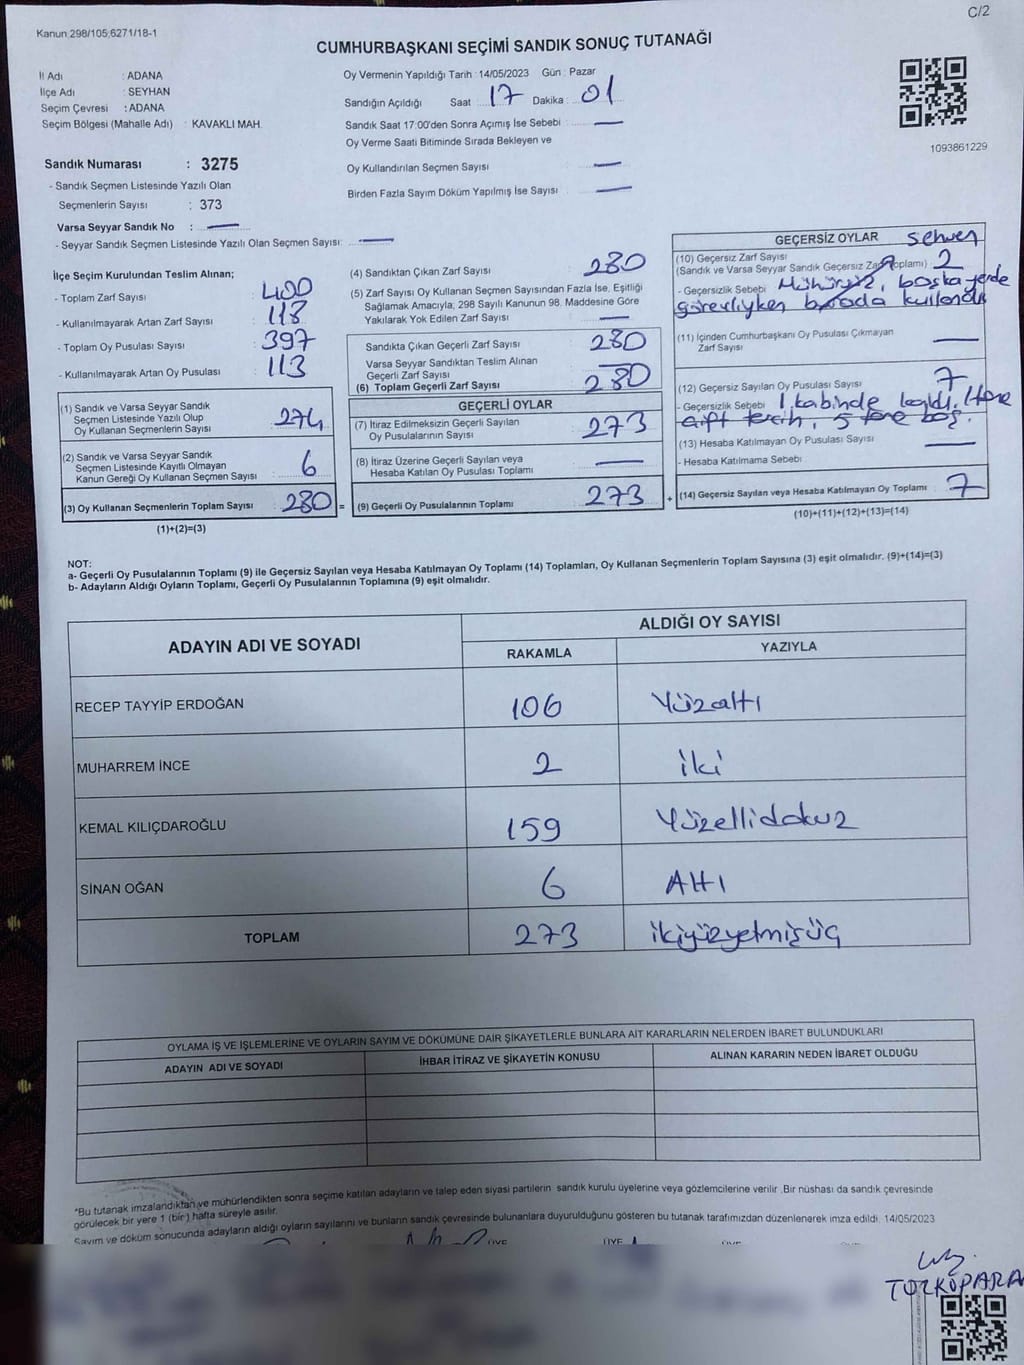 C/2
Kanun 298/105;6271/18-1
CUMHURBAŞKANI SEÇİMİ SANDIK SONUÇ TUTANAĞI
İl Adı : ADANA
İlçe Adı : SEYHAN
Seçim Çevresi : ADANA
Seçim Bölgesi (Mahalle Adı) : KAVAKLI MAH.
Sandık Numarası : 3275
- Sandık Seçmen Listesinde Yazılı Olan
Seçmenlerin Sayısı : 373
Varsa Seyyar Sandık No : —
- Seyyar Sandık Seçmen Listesinde Yazılı Olan Seçmen Sayısı: —
Oy Vermenin Yapıldığı Tarih : 14/05/2023 Gün : Pazar
Sandığın Açıldığı Saat : 17 Dakika : 01
Sandık Saat 17:00'den Sonra Açımış İse Sebebi : —
Oy Verme Saati Bitiminde Sırada Bekleyen ve
Oy Kullandırılan Seçmen Sayısı : —
Birden Fazla Sayım Döküm Yapılmış İse Sayısı : —
1093861229
İlçe Seçim Kurulundan Teslim Alınan;
- Toplam Zarf Sayısı : 400
- Kullanılmayarak Artan Zarf Sayısı : 118
- Toplam Oy Pusulası Sayısı : 397
- Kullanılmayarak Artan Oy Pusulası : 113
(1) Sandık ve Varsa Seyyar Sandık
Seçmen Listesinde Yazılı Olup
Oy Kullanan Seçmenlerin Sayısı : 274
(2) Sandık ve Varsa Seyyar Sandık
Seçmen Listesinde Kayıtlı Olmayan
Kanun Gereği Oy Kullanan Seçmen Sayısı : 6
(3) Oy Kullanan Seçmenlerin Toplam Sayısı : 280 =
(1)+(2)=(3)
(4) Sandıktan Çıkan Zarf Sayısı : 280
(5) Zarf Sayısı Oy Kullanan Seçmen Sayısından Fazla İse, Eşitliği
Sağlamak Amacıyla, 298 Sayılı Kanunun 98. Maddesine Göre
Yakılarak Yok Edilen Zarf Sayısı : —
Sandıkta Çıkan Geçerli Zarf Sayısı : 280
Varsa Seyyar Sandıktan Teslim Alınan
Geçerli Zarf Sayısı : —
(6) Toplam Geçerli Zarf Sayısı : 280
GEÇERLİ OYLAR
(7) İtiraz Edilmeksizin Geçerli Sayılan
Oy Pusulalarının Sayısı : 273
(8) İtiraz Üzerine Geçerli Sayılan veya
Hesaba Katılan Oy Pusulası Toplamı : —
(9) Geçerli Oy Pusulalarının Toplamı : 273 +
GEÇERSİZ OYLAR sehven
(10) Geçersiz Zarf Sayısı
(Sandık ve Varsa Seyyar Sandık Geçersiz Zarf Toplamı) 2
- Geçersizlik Sebebi Mühürsüz, başka yerde
görevliyken burada kullandı
(11) İçinden Cumhurbaşkanı Oy Pusulası Çıkmayan
Zarf Sayısı —
(12) Geçersiz Sayılan Oy Pusulası Sayısı : 7
- Geçersizlik Sebebi 1. kabinde kaldı. 1 tane
çift tercih, 5 tane boş.
(13) Hesaba Katılmayan Oy Pusulası Sayısı : —
- Hesaba Katılmama Sebebi
(14) Geçersiz Sayılan veya Hesaba Katılmayan Oy Toplamı : 7
(10)+(11)+(12)+(13)=(14)
NOT:
a- Geçerli Oy Pusulalarının Toplamı (9) ile Geçersiz Sayılan veya Hesaba Katılmayan Oy Toplamı (14) Toplamları, Oy Kullanan Seçmenlerin Toplam Sayısına (3) eşit olmalıdır. (9)+(14)=(3)
b- Adayların Aldığı Oyların Toplamı, Geçerli Oy Pusulalarının Toplamına (9) eşit olmalıdır.
ADAYIN ADI VE SOYADI ALDIĞI OY SAYISI
RAKAMLA YAZIYLA
RECEP TAYYİP ERDOĞAN 106 Yüzaltı
MUHARREM İNCE 2 iki
KEMAL KILIÇDAROĞLU 159 Yüzellidokuz
SİNAN OĞAN 6 Altı
TOPLAM 273 ikiyüzyetmişüç
OYLAMA İŞ VE İŞLEMLERİNE VE OYLARIN SAYIM VE DÖKÜMÜNE DAİR ŞİKAYETLERLE BUNLARA AİT KARARLARIN NELERDEN İBARET BULUNDUKLARI
ADAYIN ADI VE SOYADI İHBAR İTİRAZ VE ŞİKAYETİN KONUSU ALINAN KARARIN NEDEN İBARET OLDUĞU
*Bu tutanak imzalandıktan ve mühürlendikten sonra seçime katılan adayların ve talep eden siyasi partilerin sandık kurulu üyelerine veya gözlemcilerine verilir .Bir nüshası da sandık çevresinde
görülecek bir yere 1 (bir) hafta süreyle asılır.
Sayım ve döküm sonucunda adayların aldığı oyların sayılarını ve bunların sandık çevresinde bulunanlara duyurulduğunu gösteren bu tutanak tarafımızdan düzenlenerek imza edildi. 14/05/2023
ÜYE ÜYE ÜYE ÜYE
TOZKOPARA